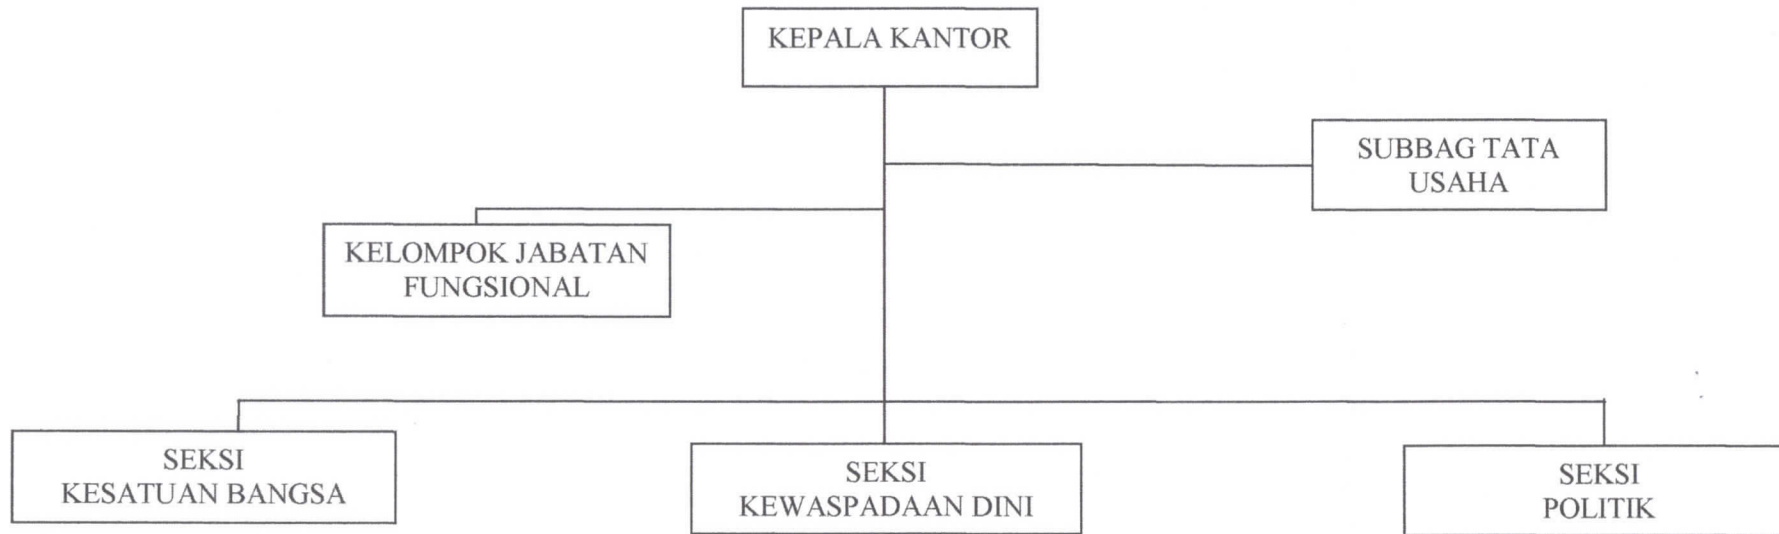 KEPALA KANTOR
SUBBAG TATA
USAHA
KELOMPOK JABATAN
FUNGSIONAL
SEKSI
KESATUAN BANGSA
SEKSI
KEWASPADAAN DINI
SEKSI
POLITIK